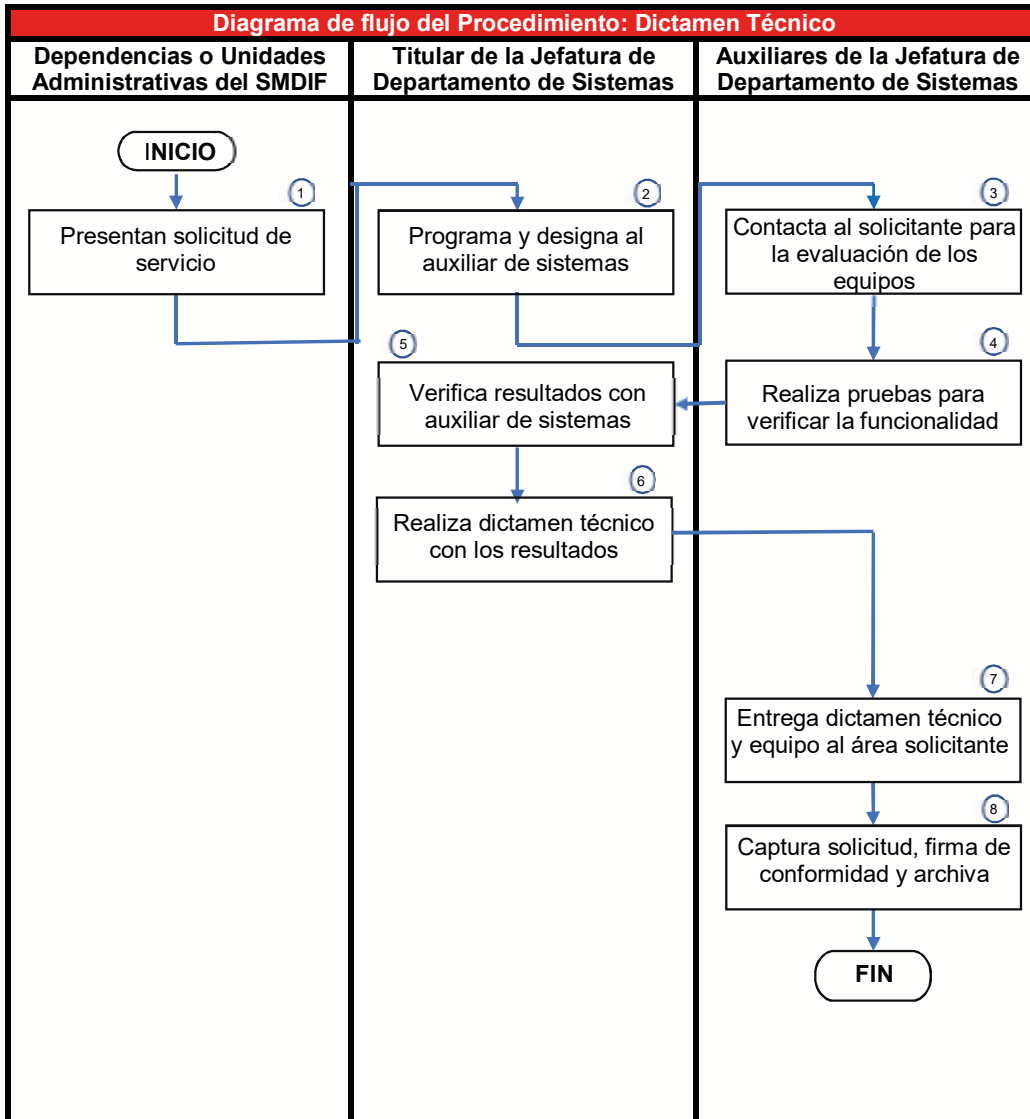 Diagrama de flujo del Procedimiento: Dictamen Técnico
Dependencias o Unidades
Administrativas del SMDIF
Titular de la Jefatura de
Departamento de Sistemas
Auxiliares de la Jefatura de
Departamento de Sistemas
INICIO
1
Presentan solicitud de
servicio
2
Programa y designa al
auxiliar de sistemas
3
Contacta al solicitante para
la evaluación de los
equipos
4
Realiza pruebas para
verificar la funcionalidad
5
Verifica resultados con
auxiliar de sistemas
6
Realiza dictamen técnico
con los resultados
7
Entrega dictamen técnico
y equipo al área solicitante
8
Captura solicitud, firma de
conformidad y archiva
FIN